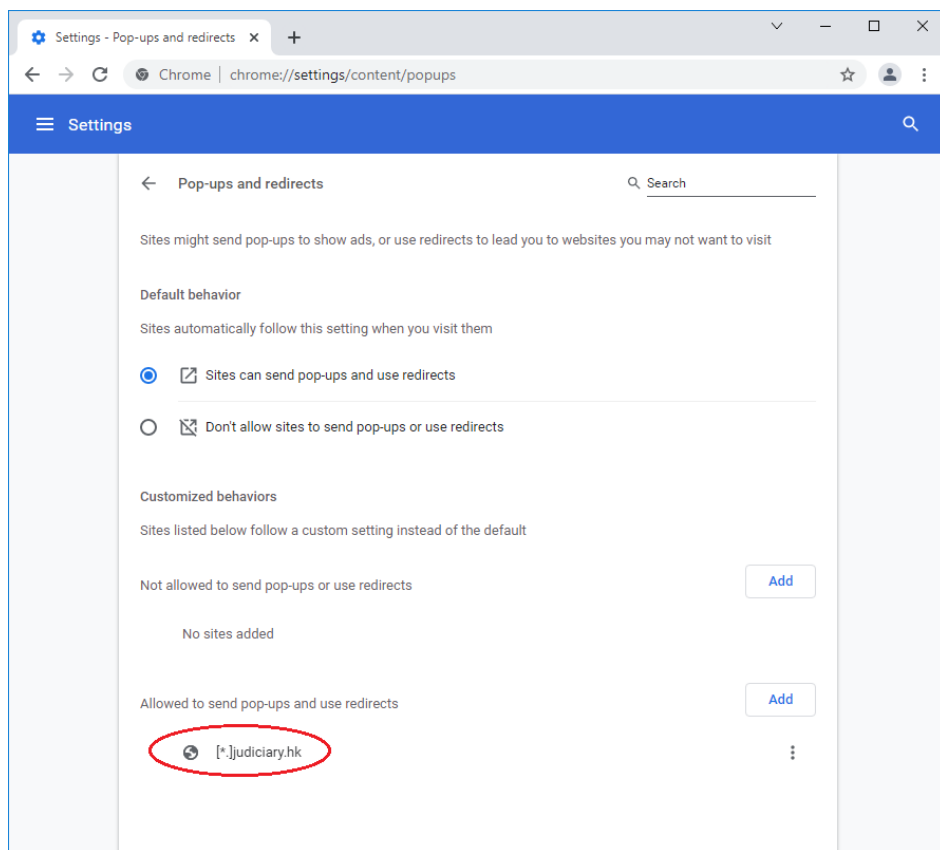 Settings - Pop-ups and redirects
Chrome | chrome://settings/content/popups
Settings
Pop-ups and redirects
Search
Sites might send pop-ups to show ads, or use redirects to lead you to websites you may not want to visit
Default behavior
Sites automatically follow this setting when you visit them
Sites can send pop-ups and use redirects
Don't allow sites to send pop-ups or use redirects
Customized behaviors
Sites listed below follow a custom setting instead of the default
Not allowed to send pop-ups or use redirects
Add
No sites added
Allowed to send pop-ups and use redirects
Add
[*.]judiciary.hk